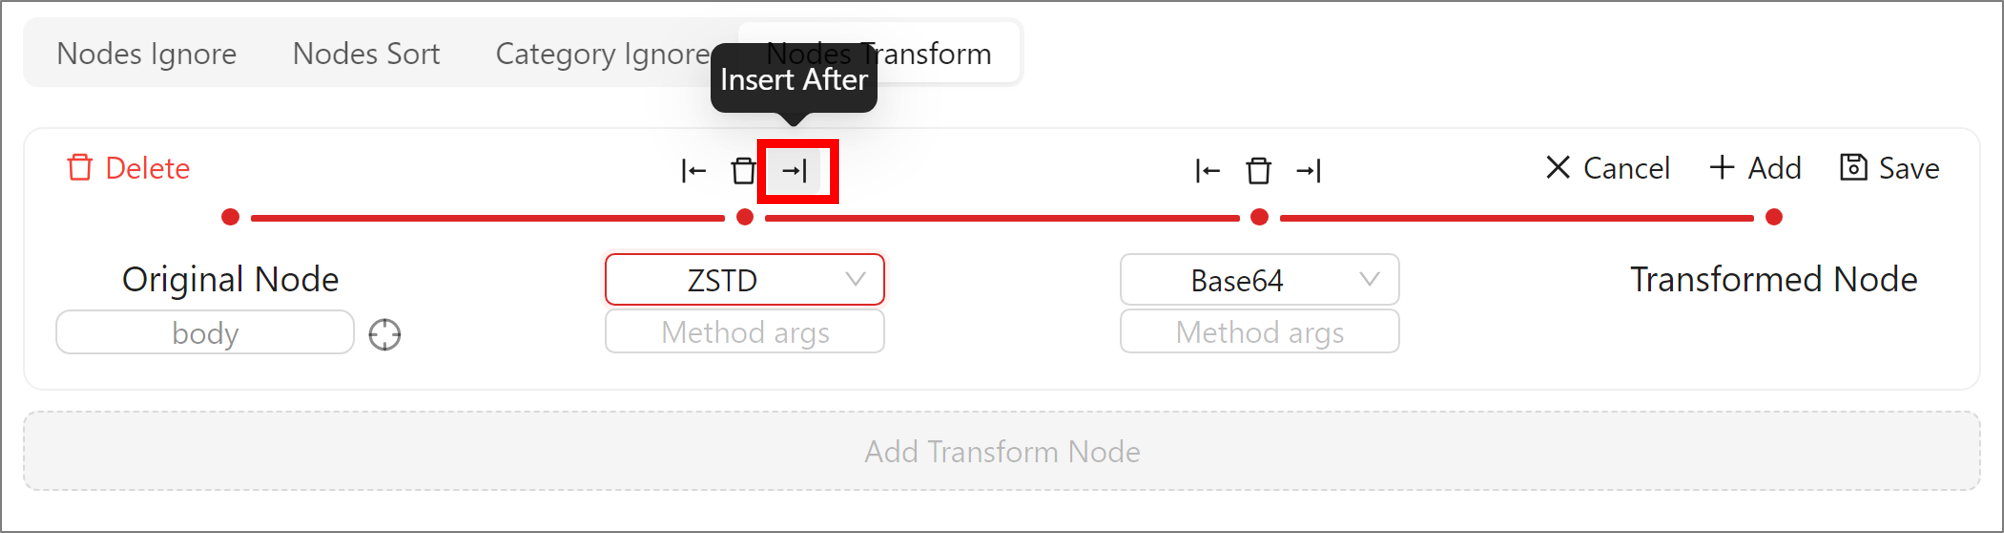 Nodes Ignore Nodes Sort Category Ignore Nodes Transform
Insert After
Delete Cancel Add Save
Original Node ZSTD Base64 Transformed Node
body Method args Method args
Add Transform Node